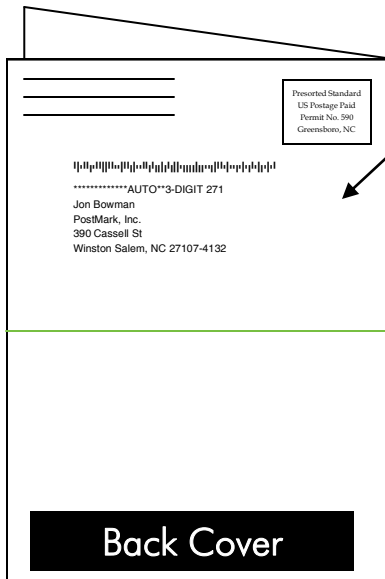 Presorted Standard
US Postage Paid
Permit No. 590
Greensboro, NC
*************AUTO**3-DIGIT 271
Jon Bowman
PostMark, Inc.
390 Cassell St
Winston Salem, NC 27107-4132
Back Cover